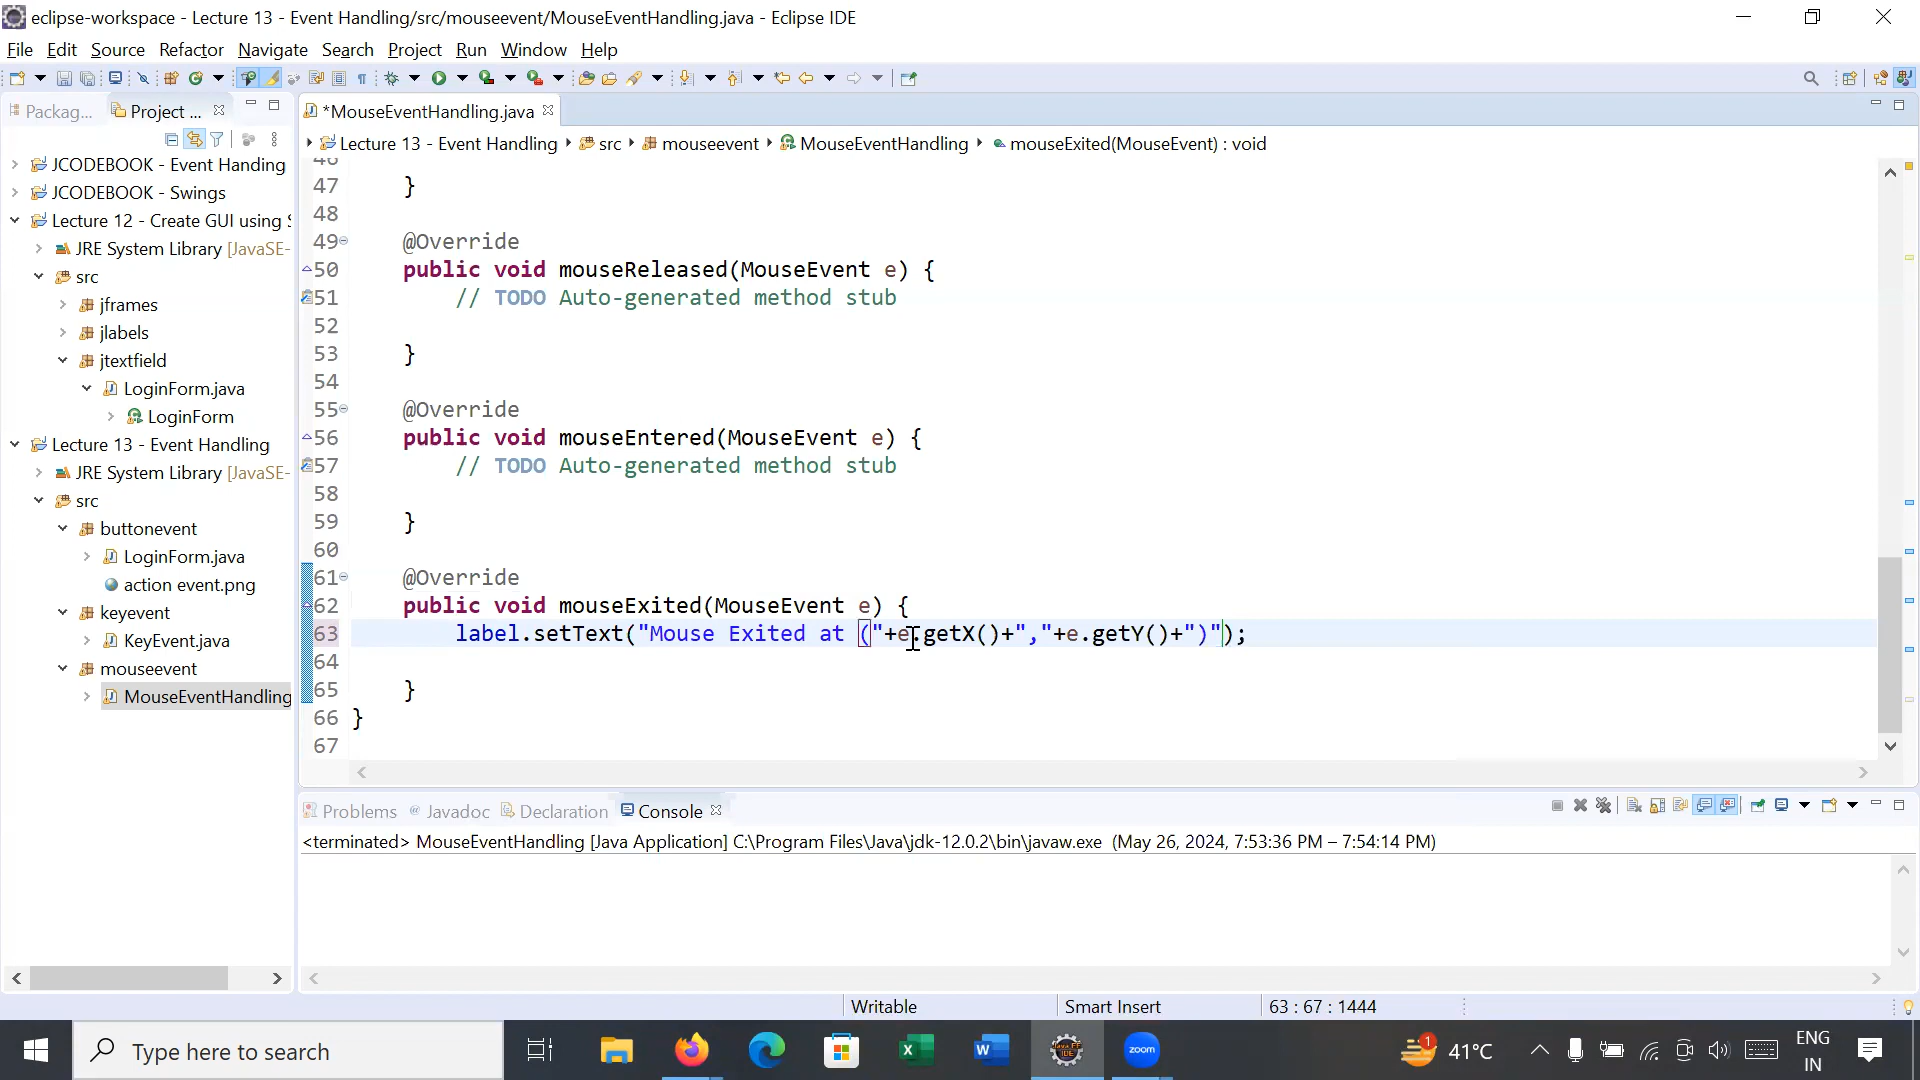 eclipse-workspace - Lecture 13 - Event Handling/src/mouseevent/MouseEventHandling.java - Eclipse IDE
File Edit Source Refactor Navigate Search Project Run Window Help
Packag... Project ...
*MouseEventHandling.java
Lecture 13 - Event Handling src mouseevent MouseEventHandling mouseExited(MouseEvent) : void
JCODEBOOK - Event Handing
JCODEBOOK - Swings
Lecture 12 - Create GUI using S
JRE System Library [JavaSE-
src
jframes
jlabels
jtextfield
LoginForm.java
LoginForm
Lecture 13 - Event Handling
JRE System Library [JavaSE-
src
buttonevent
LoginForm.java
action event.png
keyevent
KeyEvent.java
mouseevent
MouseEventHandling
46
47 }
48
49 @Override
50 public void mouseReleased(MouseEvent e) {
51 // TODO Auto-generated method stub
52
53 }
54
55 @Override
56 public void mouseEntered(MouseEvent e) {
57 // TODO Auto-generated method stub
58
59 }
60
61 @Override
62 public void mouseExited(MouseEvent e) {
63 label.setText("Mouse Exited at ("+e.getX()+","+e.getY()+")");
64
65 }
66 }
67
Problems @ Javadoc Declaration Console
<terminated> MouseEventHandling [Java Application] C:\Program Files\Java\jdk-12.0.2\bin\javaw.exe (May 26, 2024, 7:53:36 PM – 7:54:14 PM)
Writable Smart Insert 63 : 67 : 1444
Type here to search
Java EE
IDE
zoom
1
41°C
ENG
IN